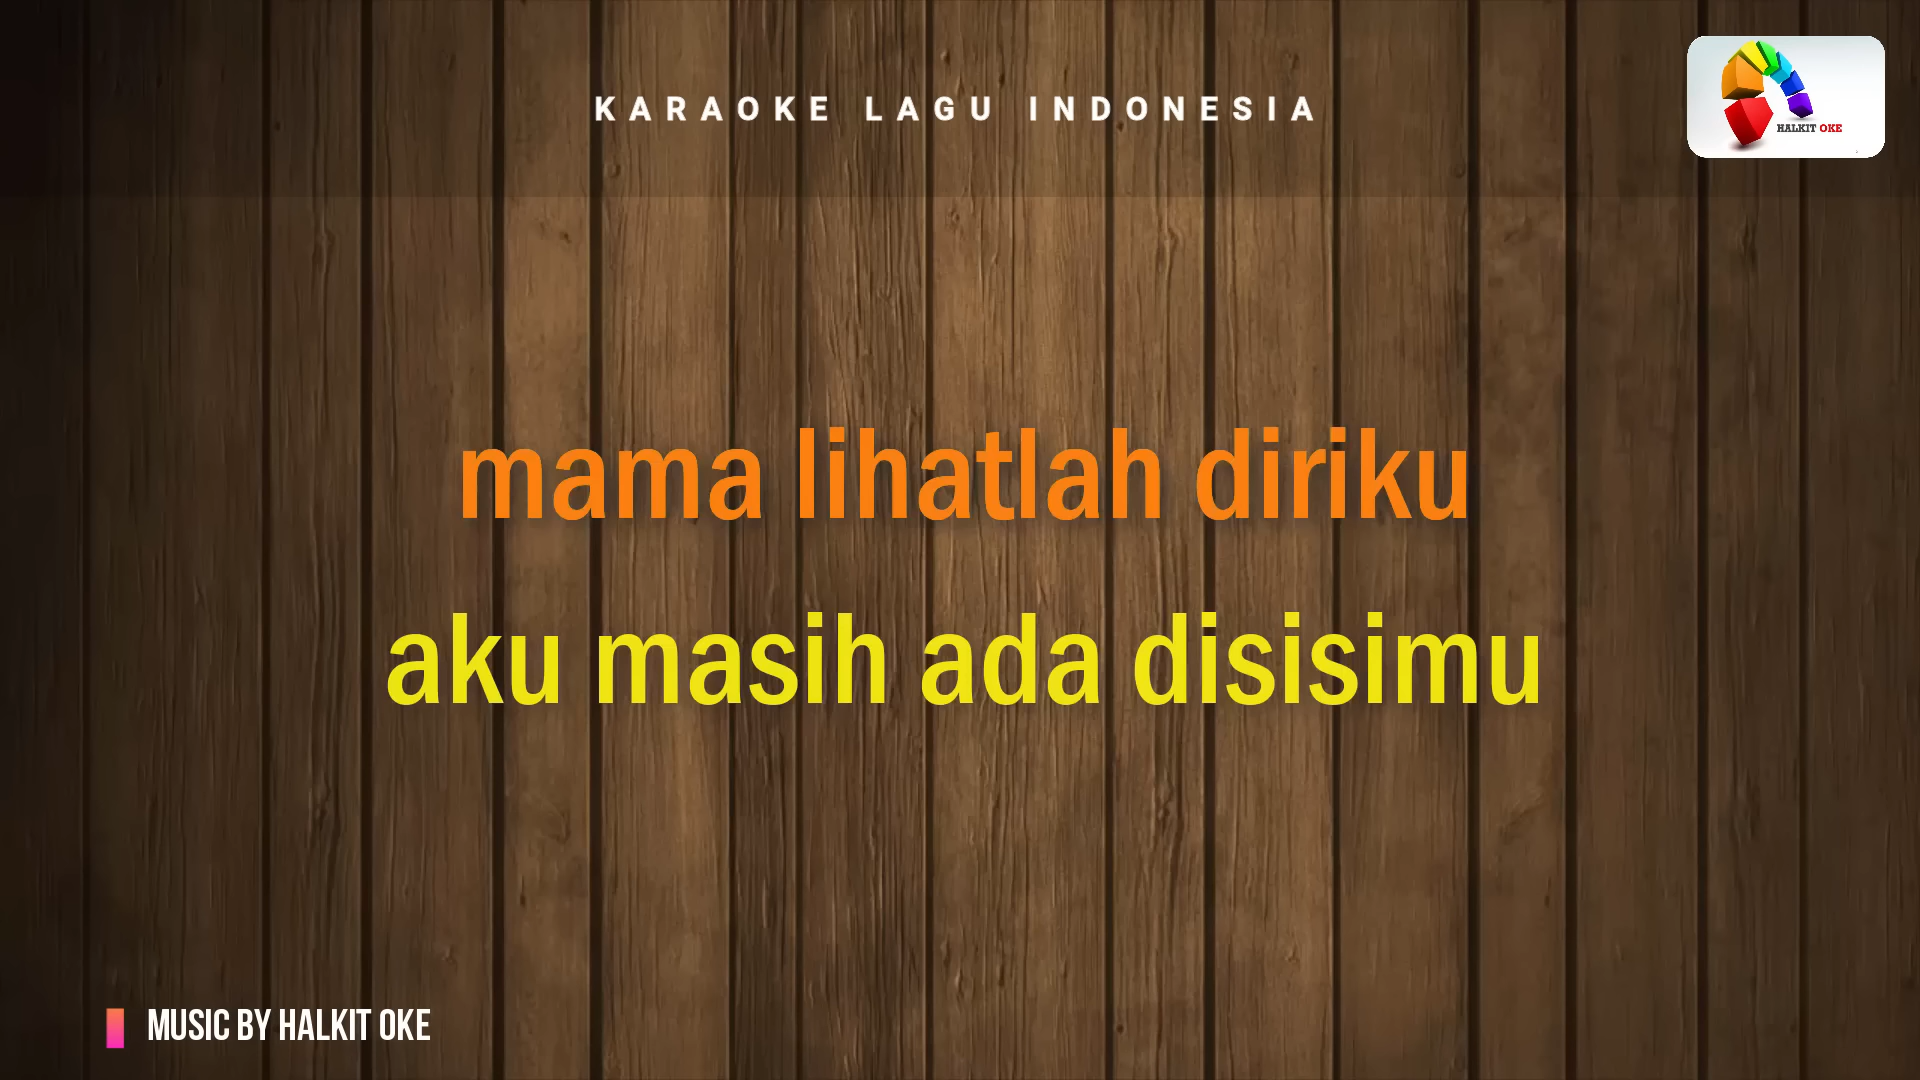 KARAOKE LAGU INDONESIA
HALKIT OKE
mama lihatlah diriku
aku masih ada disisimu
MUSIC BY HALKIT OKE